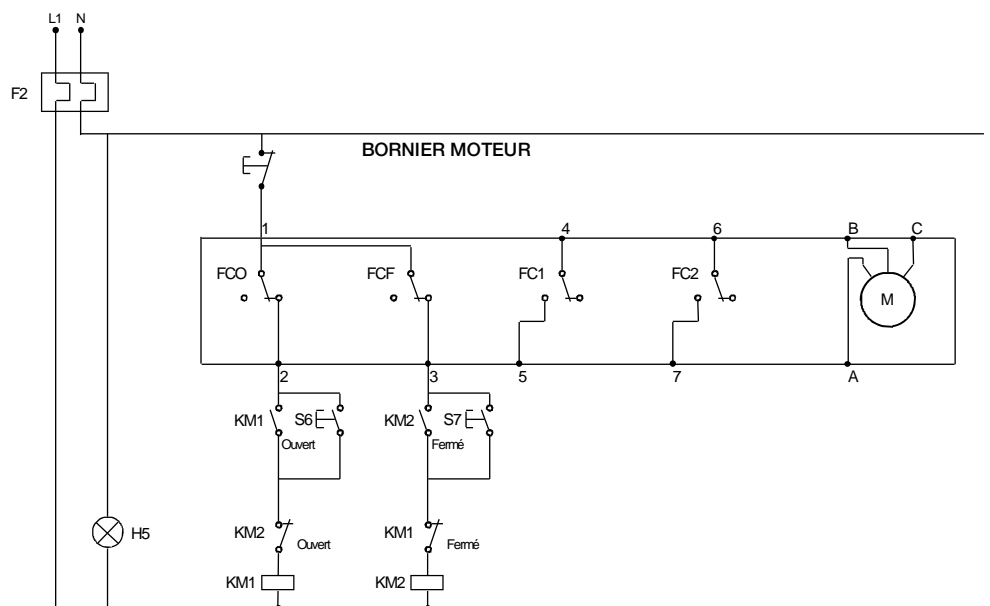 L1 N
F2
BORNIER MOTEUR
1 4 6 B C
FCO FCF FC1 FC2 M
2 3 5 7 A
KM1 S6 KM2 S7
Ouvert Fermé
KM2 KM1
H5 Ouvert Fermé
KM1 KM2